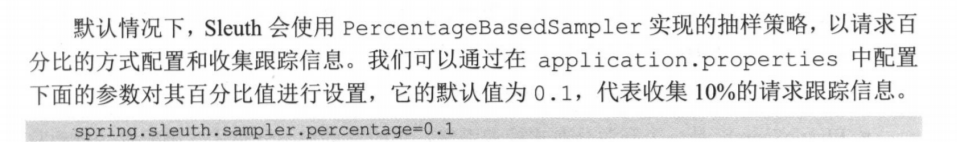 默认情况下，Sleuth 会使用 PercentageBasedSampler 实现的抽样策略，以请求百
分比的方式配置和收集跟踪信息。我们可以通过在 application.properties 中配置
下面的参数对其百分比值进行设置，它的默认值为 0.1，代表收集 10%的请求跟踪信息。
spring.sleuth.sampler.percentage=0.1